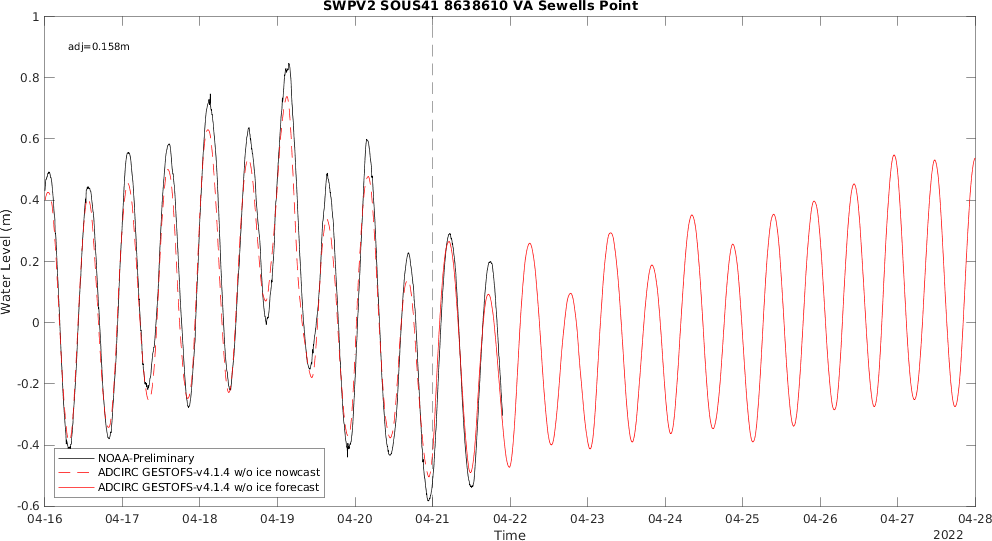 SWPV2 SOUS41 8638610 VA Sewells Point
1
adj=0.158m
0.8
0.6
0.4
0.2
0
-0.2
-0.4
-0.6
Water Level (m)
NOAA-Preliminary
ADCIRC GESTOFS-v4.1.4 w/o ice nowcast
ADCIRC GESTOFS-v4.1.4 w/o ice forecast
04-16 04-17 04-18 04-19 04-20 04-21 04-22 04-23 04-24 04-25 04-26 04-27 04-28
Time
2022